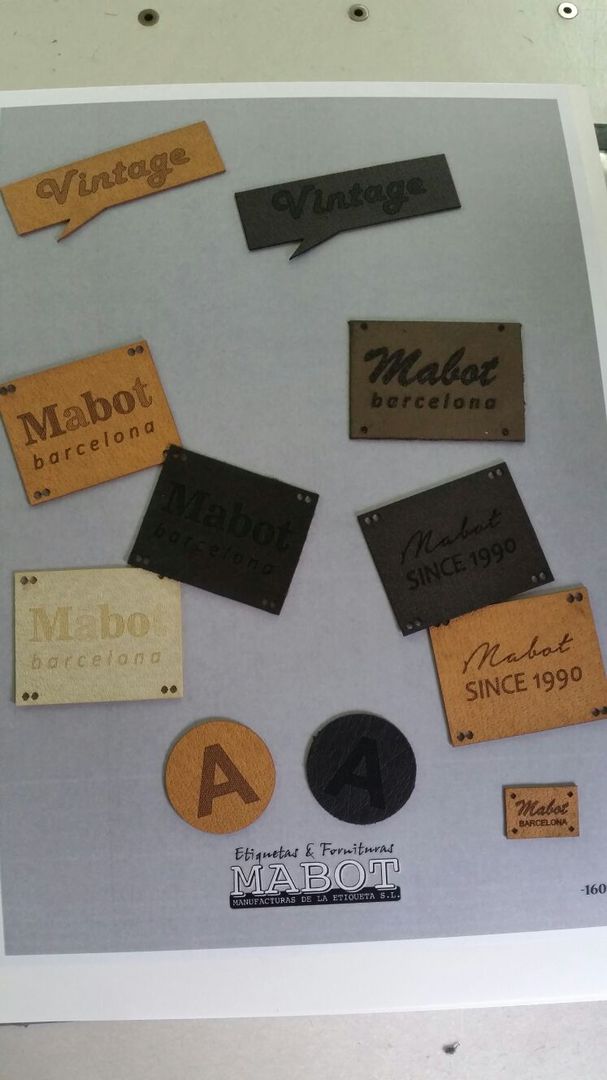 Vintage
Vintage
Mabot
barcelona
Mabot
barcelona
Mabot
barcelona
Mabot
SINCE 1990
Mabot
barcelona
Mabot
SINCE 1990
A
A
Mabot
BARCELONA
Etiquetas & Fornituras
MABOT
MANUFACTURAS DE LA ETIQUETA S.L.
-160